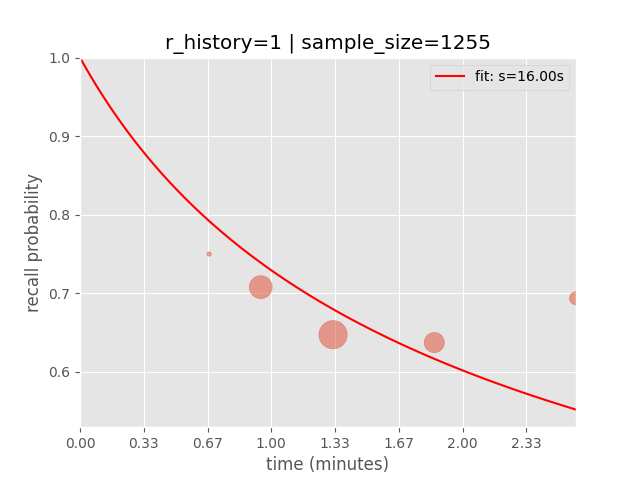 r_history=1 | sample_size=1255
fit: s=16.00s
recall probability
1.0
0.9
0.8
0.7
0.6
0.00 0.33 0.67 1.00 1.33 1.67 2.00 2.33
time (minutes)